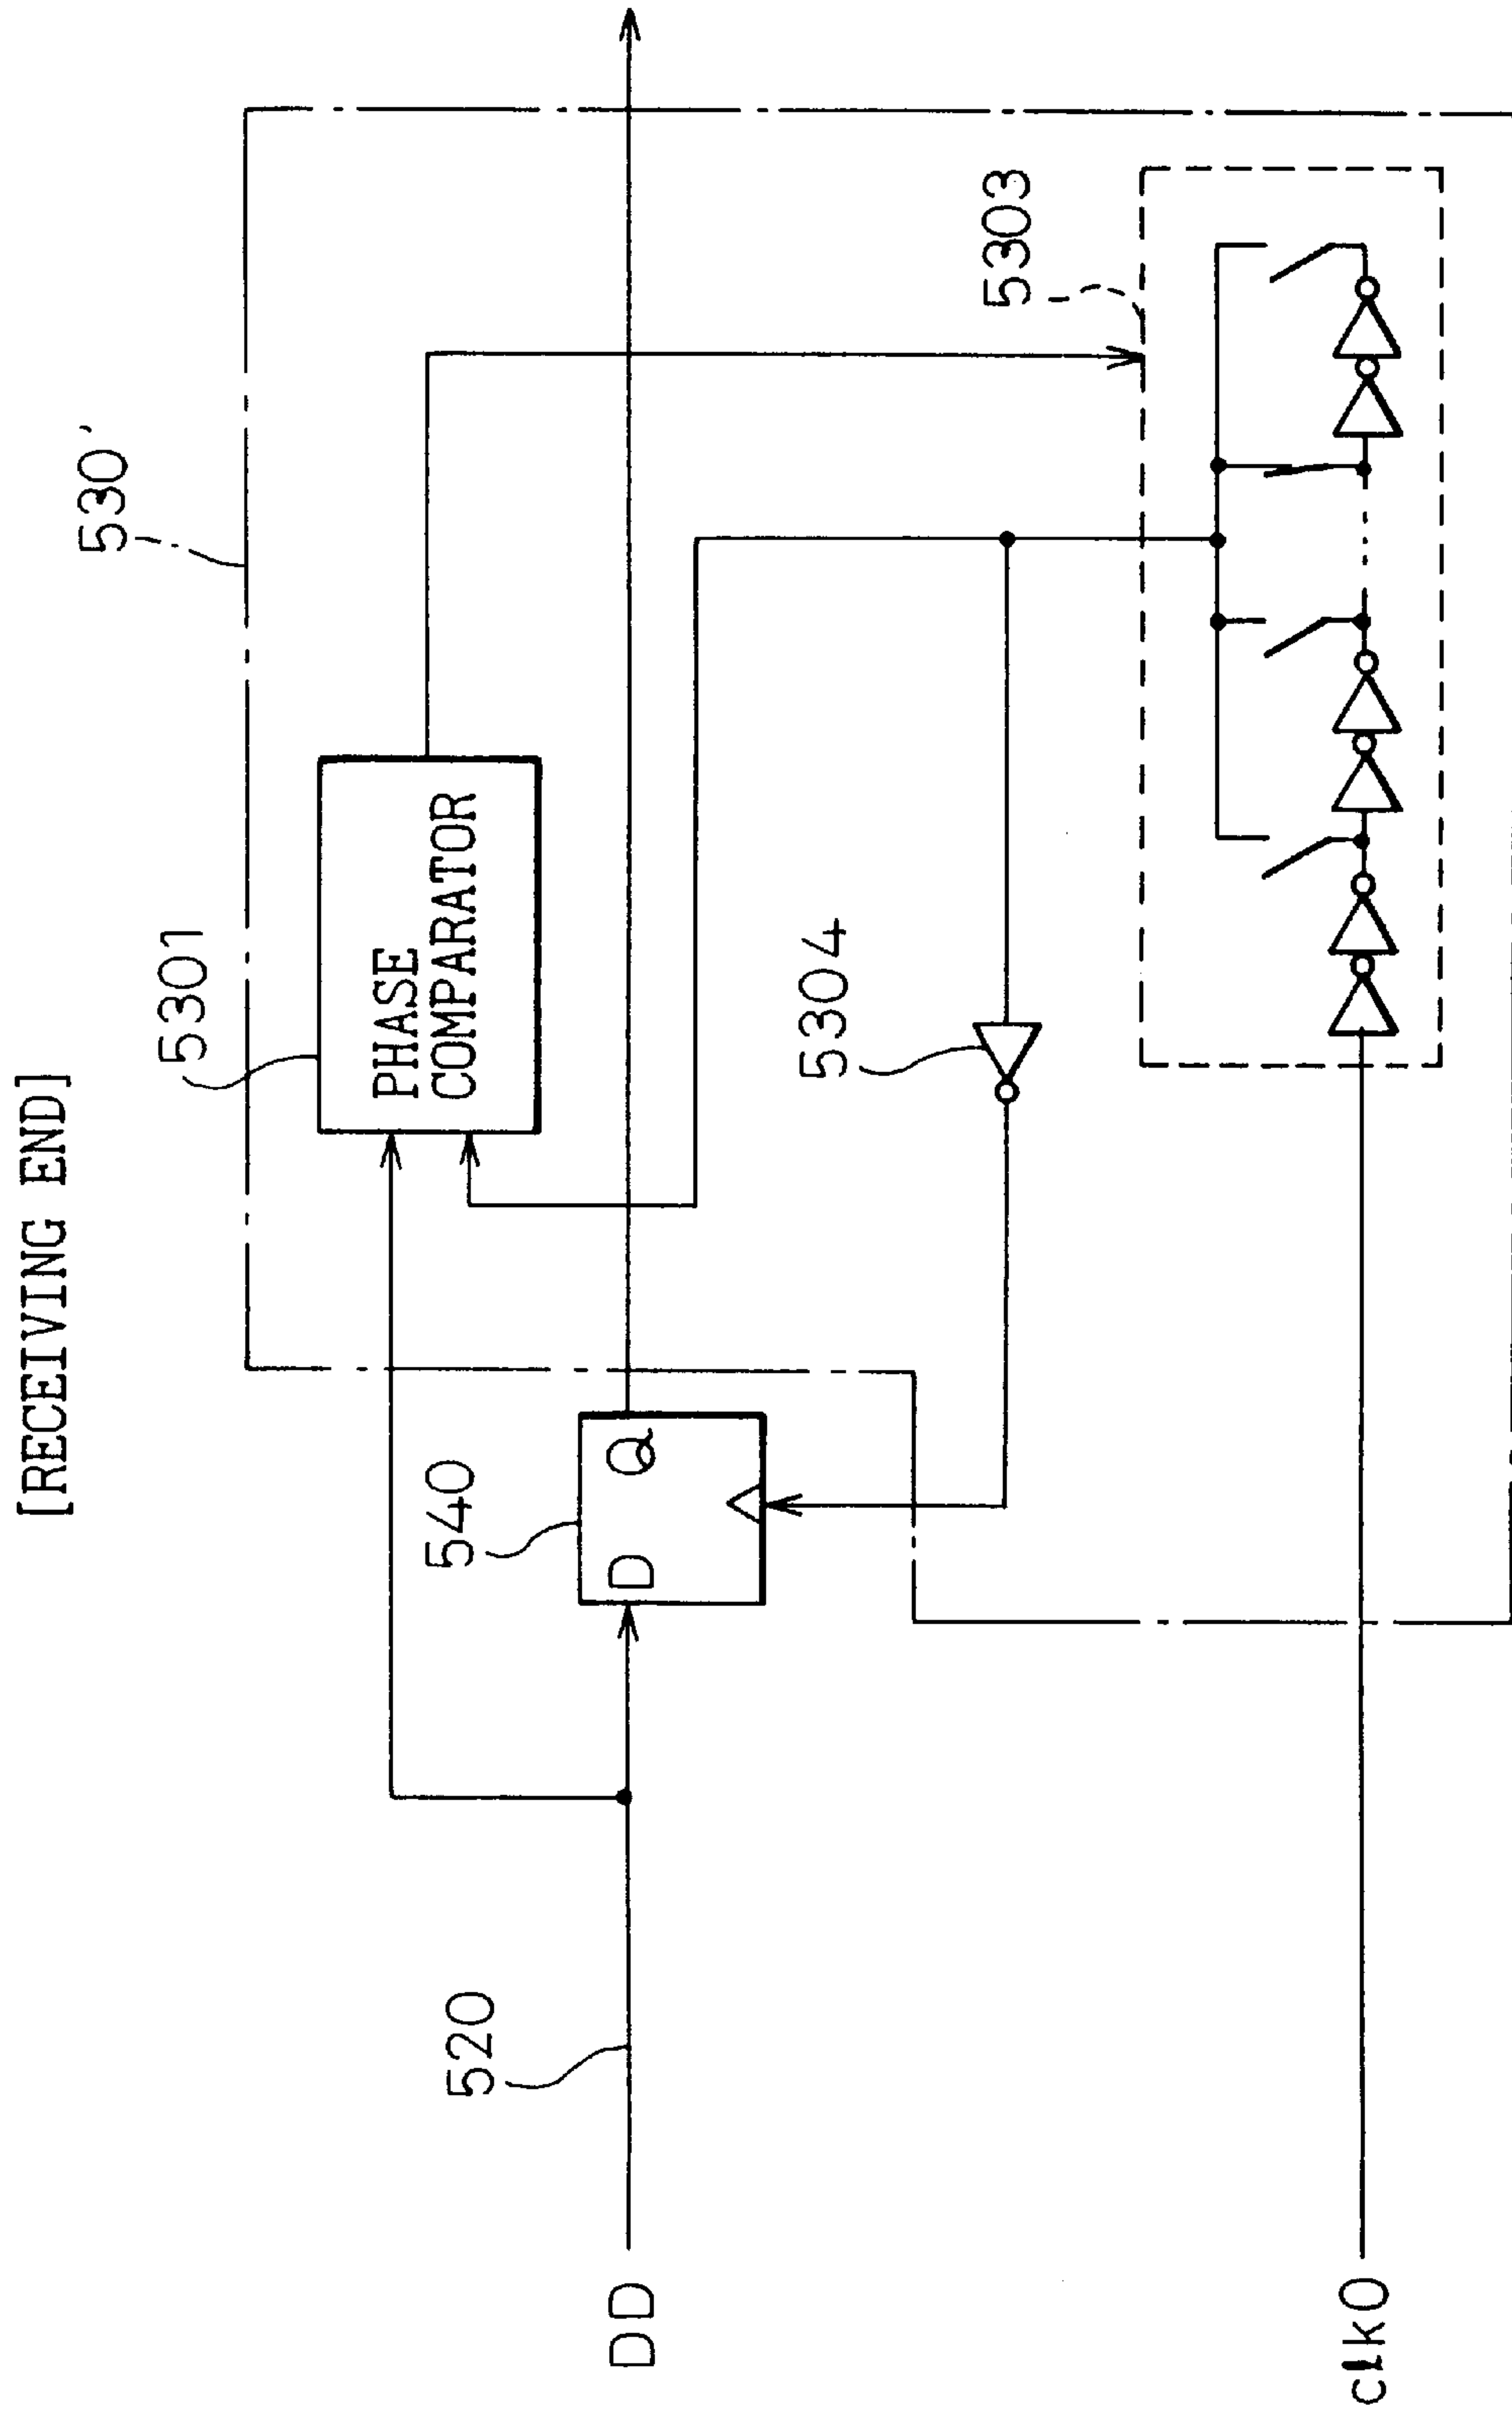 [RECEIVING END]
530'
5301
PHASE
COMPARATOR
540
D Q
520
DD
5304
5303
clk0